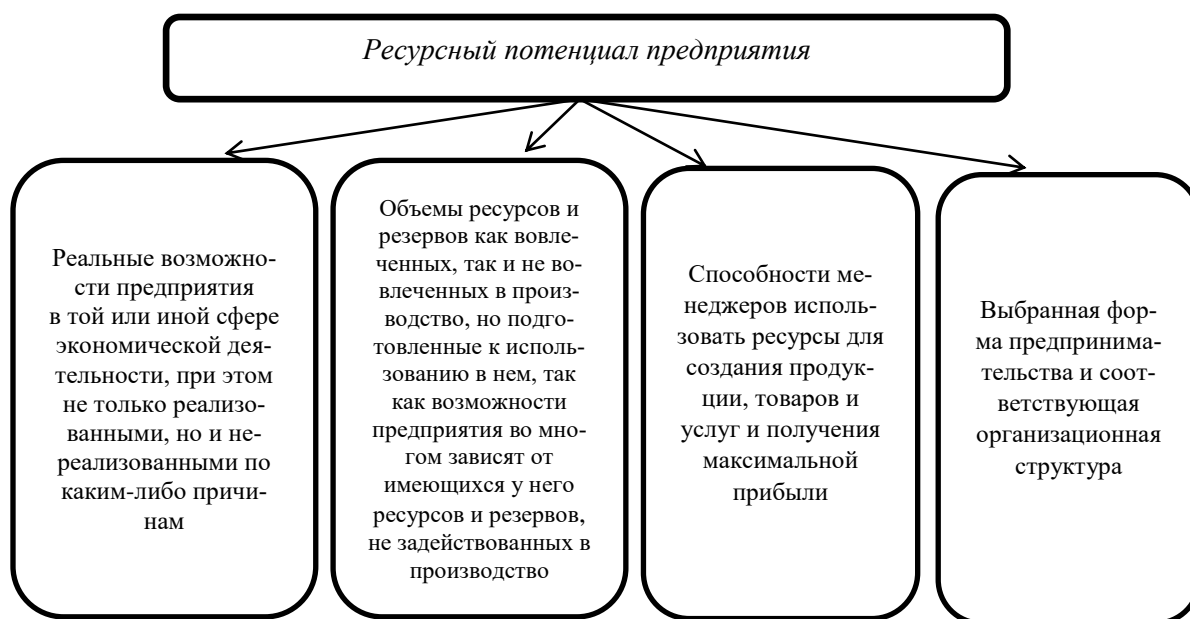 Ресурсный потенциал предприятия
Реальные возможно-
сти предприятия
в той или иной сфере
экономической дея-
тельности, при этом
не только реализо-
ванными, но и не-
реализованными по
каким-либо причи-
нам
Объемы ресурсов и
резервов как вовле-
ченных, так и не во-
влеченных в произ-
водство, но подго-
товленные к исполь-
зованию в нем, так
как возможности
предприятия во мно-
гом зависят от
имеющихся у него
ресурсов и резервов,
не задействованных в
производство
Способности ме-
неджеров исполь-
зовать ресурсы для
создания продук-
ции, товаров и
услуг и получения
максимальной
прибыли
Выбранная фор-
ма предпринима-
тельства и соот-
ветствующая
организационная
структура